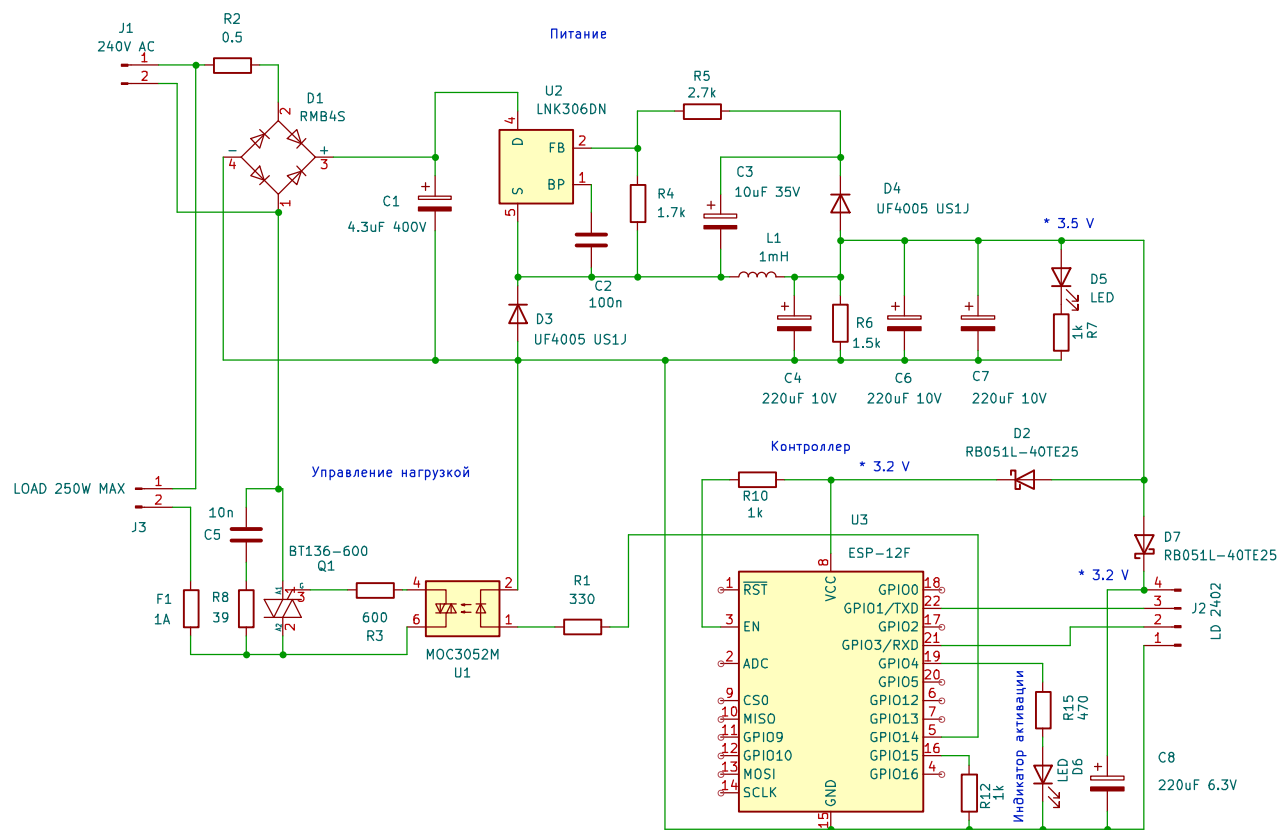 Питание
J1
240V AC
1
2
R2
0.5
D1
RMB4S
2
-
4
+
3
1
C1
4.3uF 400V
+
U2
LNK306DN
4
D
FB
2
BP
1
S
5
R5
2.7k
R4
1.7k
C3
10uF 35V
+
D4
UF4005 US1J
L1
1mH
C2
100n
D3
UF4005 US1J
* 3.5 V
D5
LED
1k
R7
R6
1.5k
+
+
+
C4
220uF 10V
C6
220uF 10V
C7
220uF 10V
Управление нагрузкой
LOAD 250W MAX
1
2
J3
10n
C5
BT136-600
Q1
A1
G
3
A2
2
1
F1
1A
R8
39
600
R3
4
6
2
1
MOC3052M
U1
R1
330
Контроллер
* 3.2 V
D2
RB051L-40TE25
R10
1k
U3
ESP-12F
D7
RB051L-40TE25
* 3.2 V
4
3
2
1
J2
LD 2402
8
VCC
1
RST
3
EN
2
ADC
9
CS0
10
MISO
11
GPIO9
12
GPIO10
13
MOSI
14
SCLK
GPIO0
18
GPIO1/TXD
22
GPIO2
17
GPIO3/RXD
21
GPIO4
19
GPIO5
20
GPIO12
6
GPIO13
7
GPIO14
5
GPIO15
16
GPIO16
4
GND
15
R12
1k
Индикатор активации
R15
470
LED
D6
+
C8
220uF 6.3V